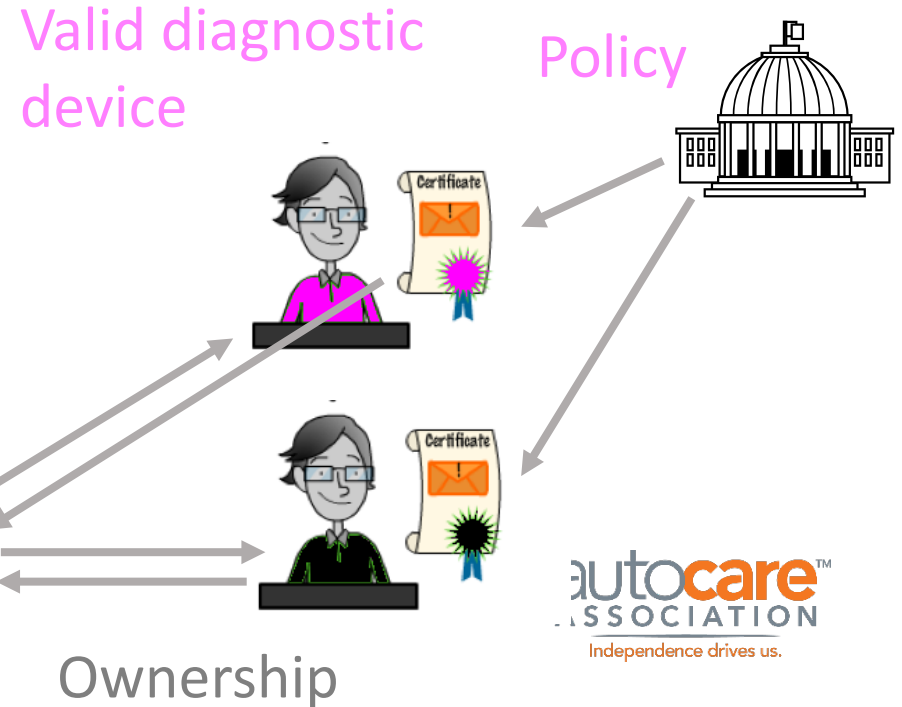 Valid diagnostic
device
Policy
Certificate
!
Certificate
!
autocare™
ASSOCIATION
Independence drives us.
Ownership